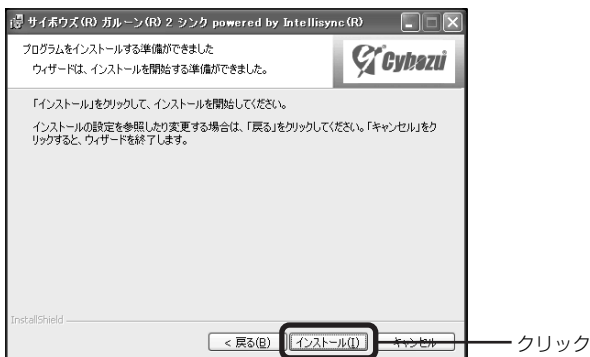 サイボウズ(R) ガルーン(R) 2 シンク powered by Intellisync(R)
プログラムをインストールする準備ができました
ウィザードは、インストールを開始する準備ができました。
Cybozu
「インストール」をクリックして、インストールを開始してください。
インストールの設定を参照したり変更する場合は、「戻る」をクリックしてください。「キャンセル」をク
リックすると、ウィザードを終了します。
InstallShield
< 戻る(B)
インストール(I)
キャンセル
クリック